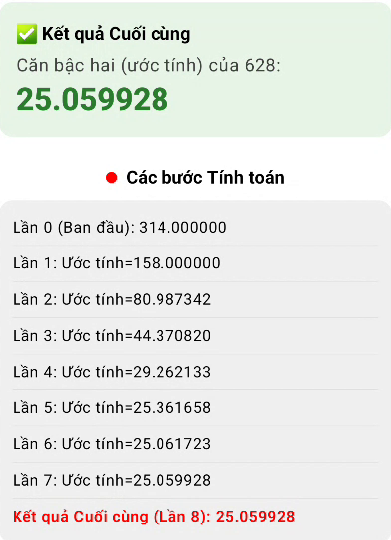 ✅ Kết quả Cuối cùng
Căn bậc hai (ước tính) của 628:
25.059928
Các bước Tính toán
Lần 0 (Ban đầu): 314.000000
Lần 1: Ước tính=158.000000
Lần 2: Ước tính=80.987342
Lần 3: Ước tính=44.370820
Lần 4: Ước tính=29.262133
Lần 5: Ước tính=25.361658
Lần 6: Ước tính=25.061723
Lần 7: Ước tính=25.059928
Kết quả Cuối cùng (Lần 8): 25.059928